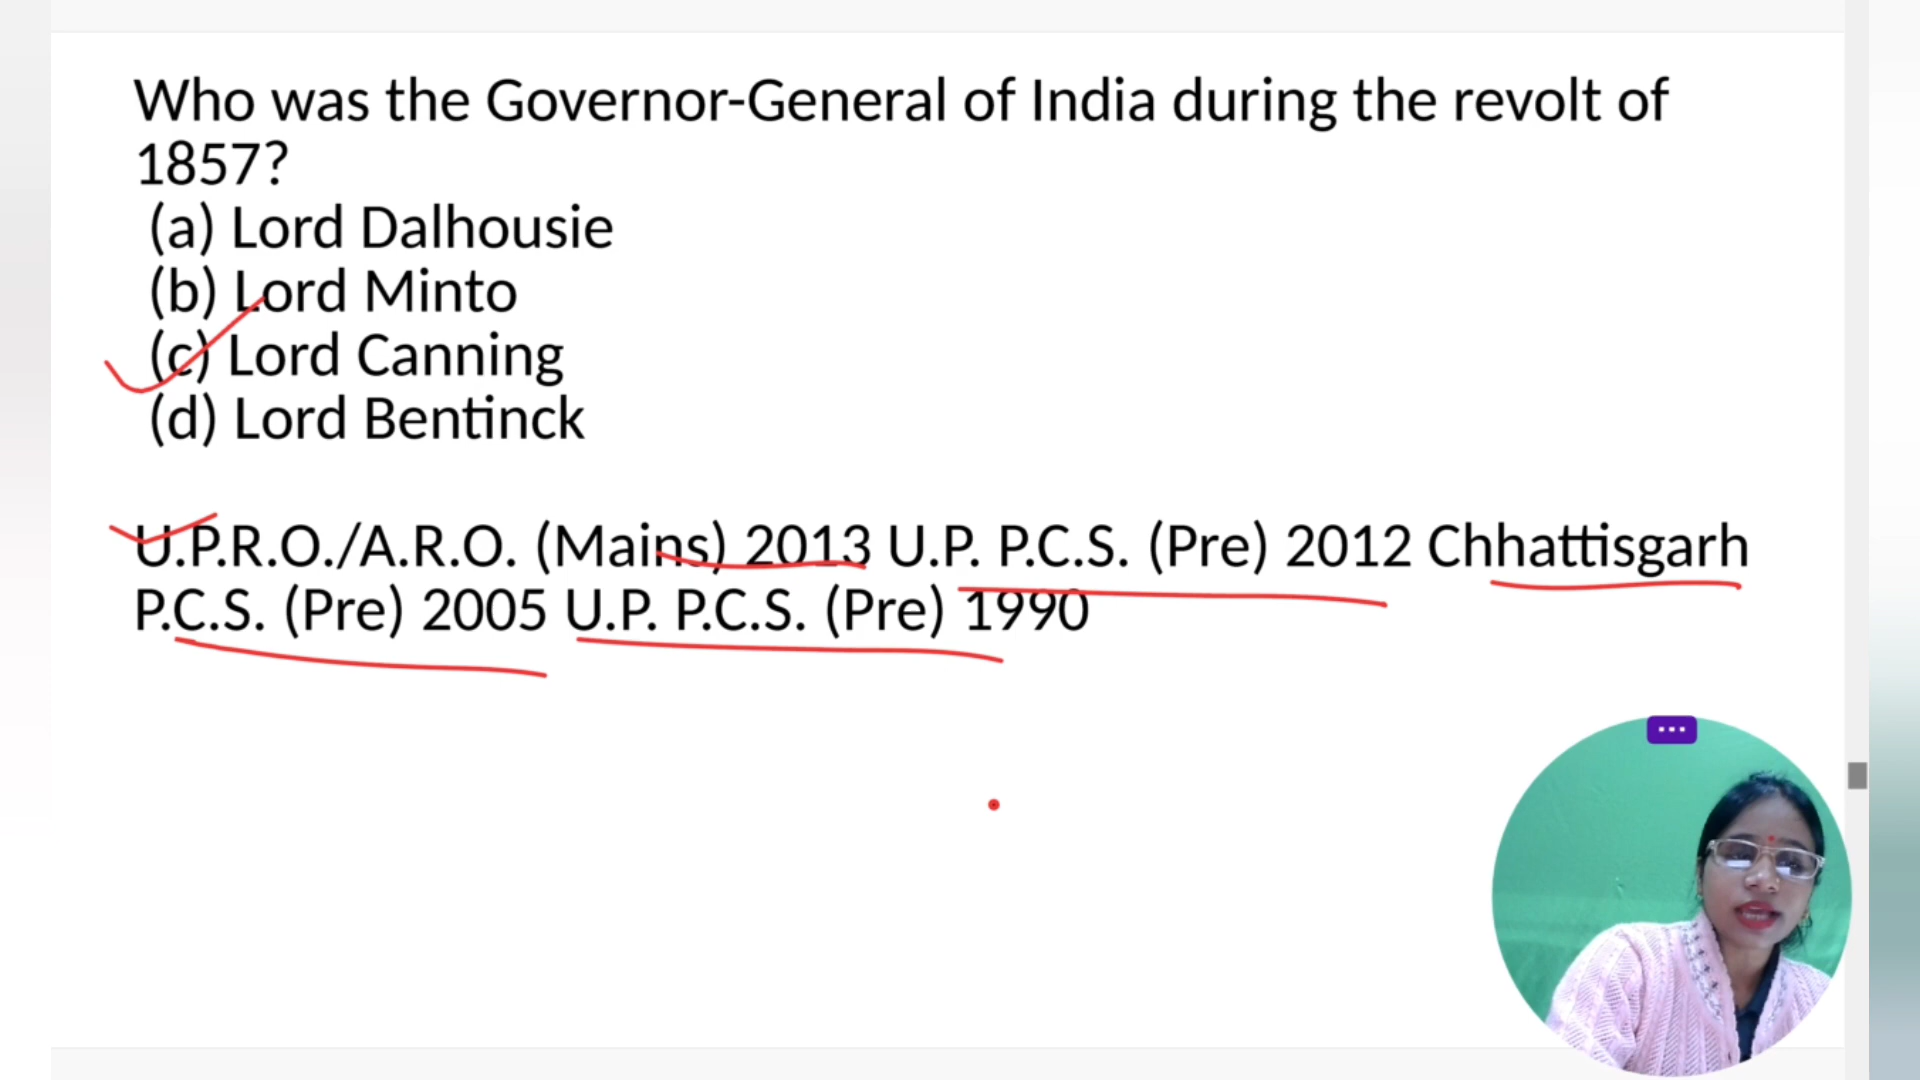 Who was the Governor-General of India during the revolt of
1857?
(a) Lord Dalhousie
(b) Lord Minto
(c) Lord Canning
(d) Lord Bentinck
U.P.R.O./A.R.O. (Mains) 2013 U.P. P.C.S. (Pre) 2012 Chhattisgarh
P.C.S. (Pre) 2005 U.P. P.C.S. (Pre) 1990